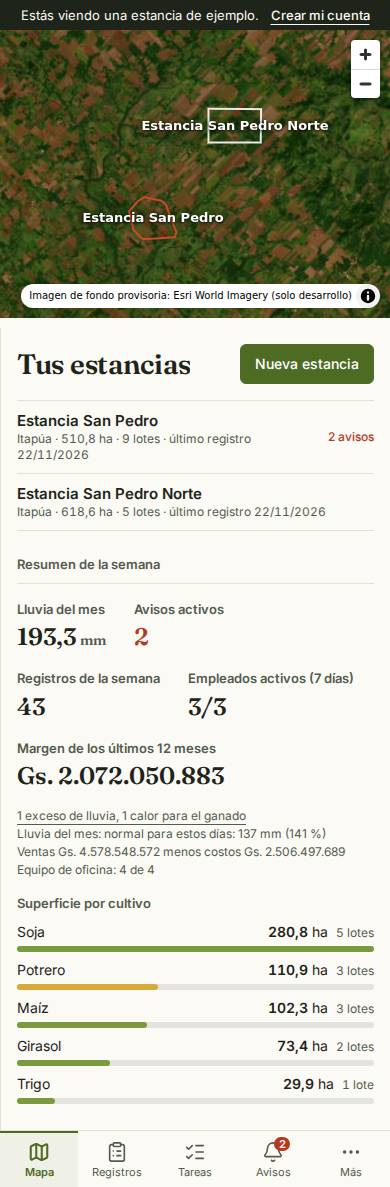 Estás viendo una estancia de ejemplo. Crear mi cuenta
+
Estancia San Pedro Norte
−
Estancia San Pedro
Imagen de fondo provisoria: Esri World Imagery (solo desarrollo)
Tus estancias
Nueva estancia
Estancia San Pedro
Itapúa · 510,8 ha · 9 lotes · último registro
22/11/2026
2 avisos
Estancia San Pedro Norte
Itapúa · 618,6 ha · 5 lotes · último registro 22/11/2026
Resumen de la semana
Lluvia del mes
193,3 mm
Avisos activos
2
Registros de la semana
43
Empleados activos (7 días)
3/3
Margen de los últimos 12 meses
Gs. 2.072.050.883
1 exceso de lluvia, 1 calor para el ganado
Lluvia del mes: normal para estos días: 137 mm (141 %)
Ventas Gs. 4.578.548.572 menos costos Gs. 2.506.497.689
Equipo de oficina: 4 de 4
Superficie por cultivo
Soja 280,8 ha 5 lotes
Potrero 110,9 ha 3 lotes
Maíz 102,3 ha 3 lotes
Girasol 73,4 ha 2 lotes
Trigo 29,9 ha 1 lote
Mapa
Registros
Tareas
2
Avisos
Más